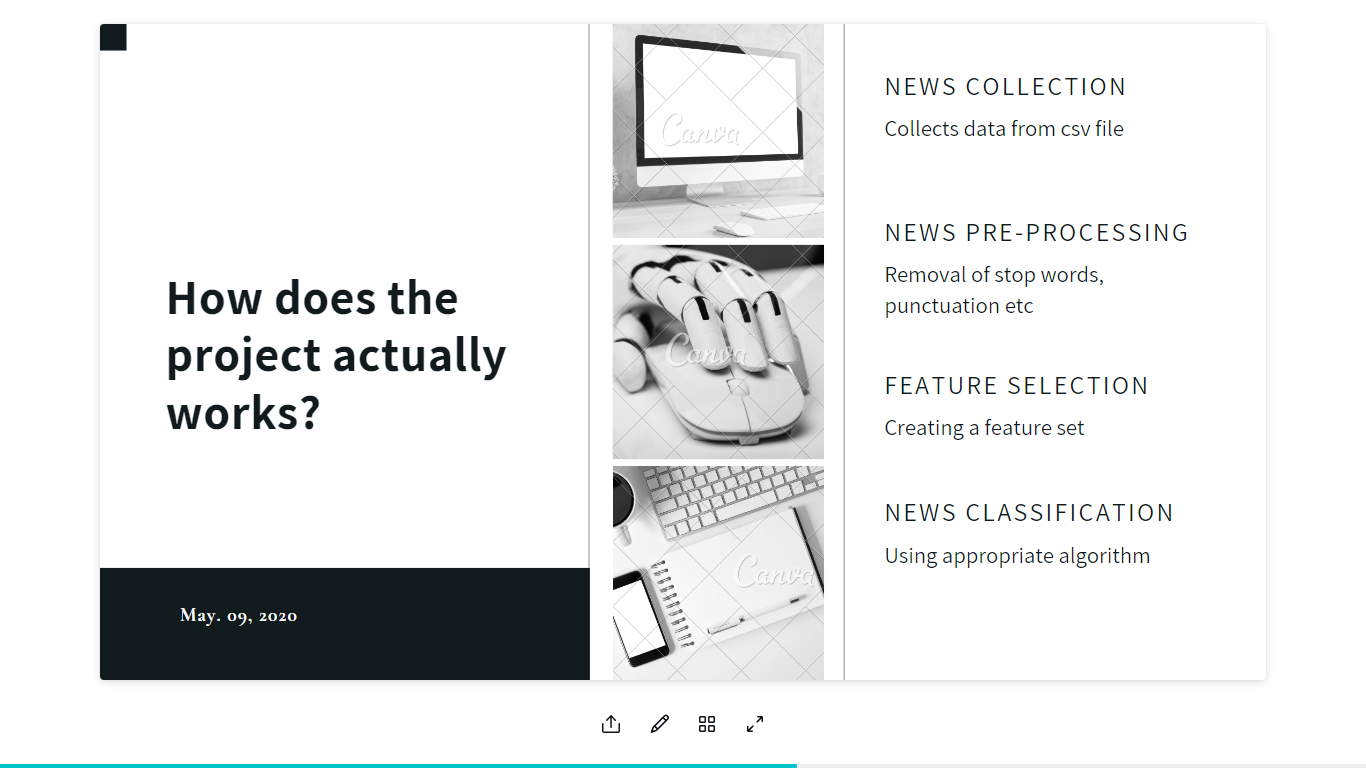 How does the
project actually
works?
May. 09, 2020
Canva
Canva
Canva
NEWS COLLECTION
Collects data from csv file
NEWS PRE-PROCESSING
Removal of stop words,
punctuation etc
FEATURE SELECTION
Creating a feature set
NEWS CLASSIFICATION
Using appropriate algorithm